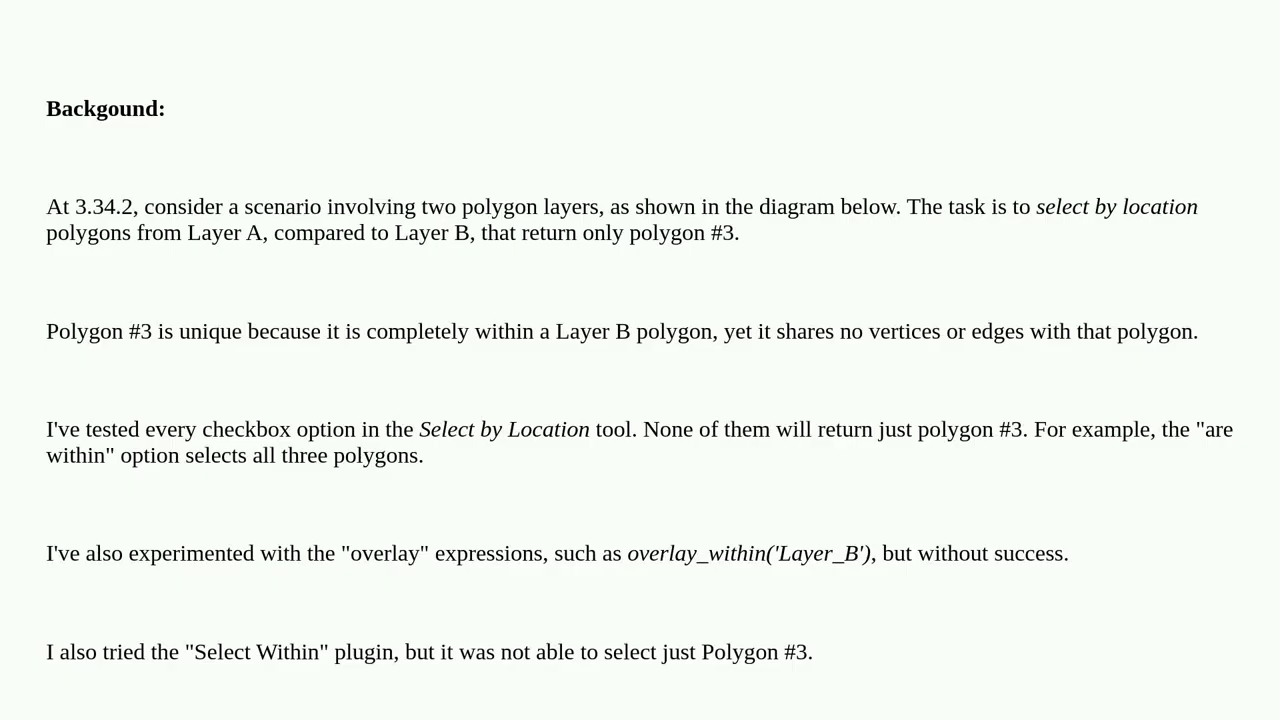 Backgound:
At 3.34.2, consider a scenario involving two polygon layers, as shown in the diagram below. The task is to select by location
polygons from Layer A, compared to Layer B, that return only polygon #3.
Polygon #3 is unique because it is completely within a Layer B polygon, yet it shares no vertices or edges with that polygon.
I've tested every checkbox option in the Select by Location tool. None of them will return just polygon #3. For example, the "are
within" option selects all three polygons.
I've also experimented with the "overlay" expressions, such as overlay_within('Layer_B'), but without success.
I also tried the "Select Within" plugin, but it was not able to select just Polygon #3.